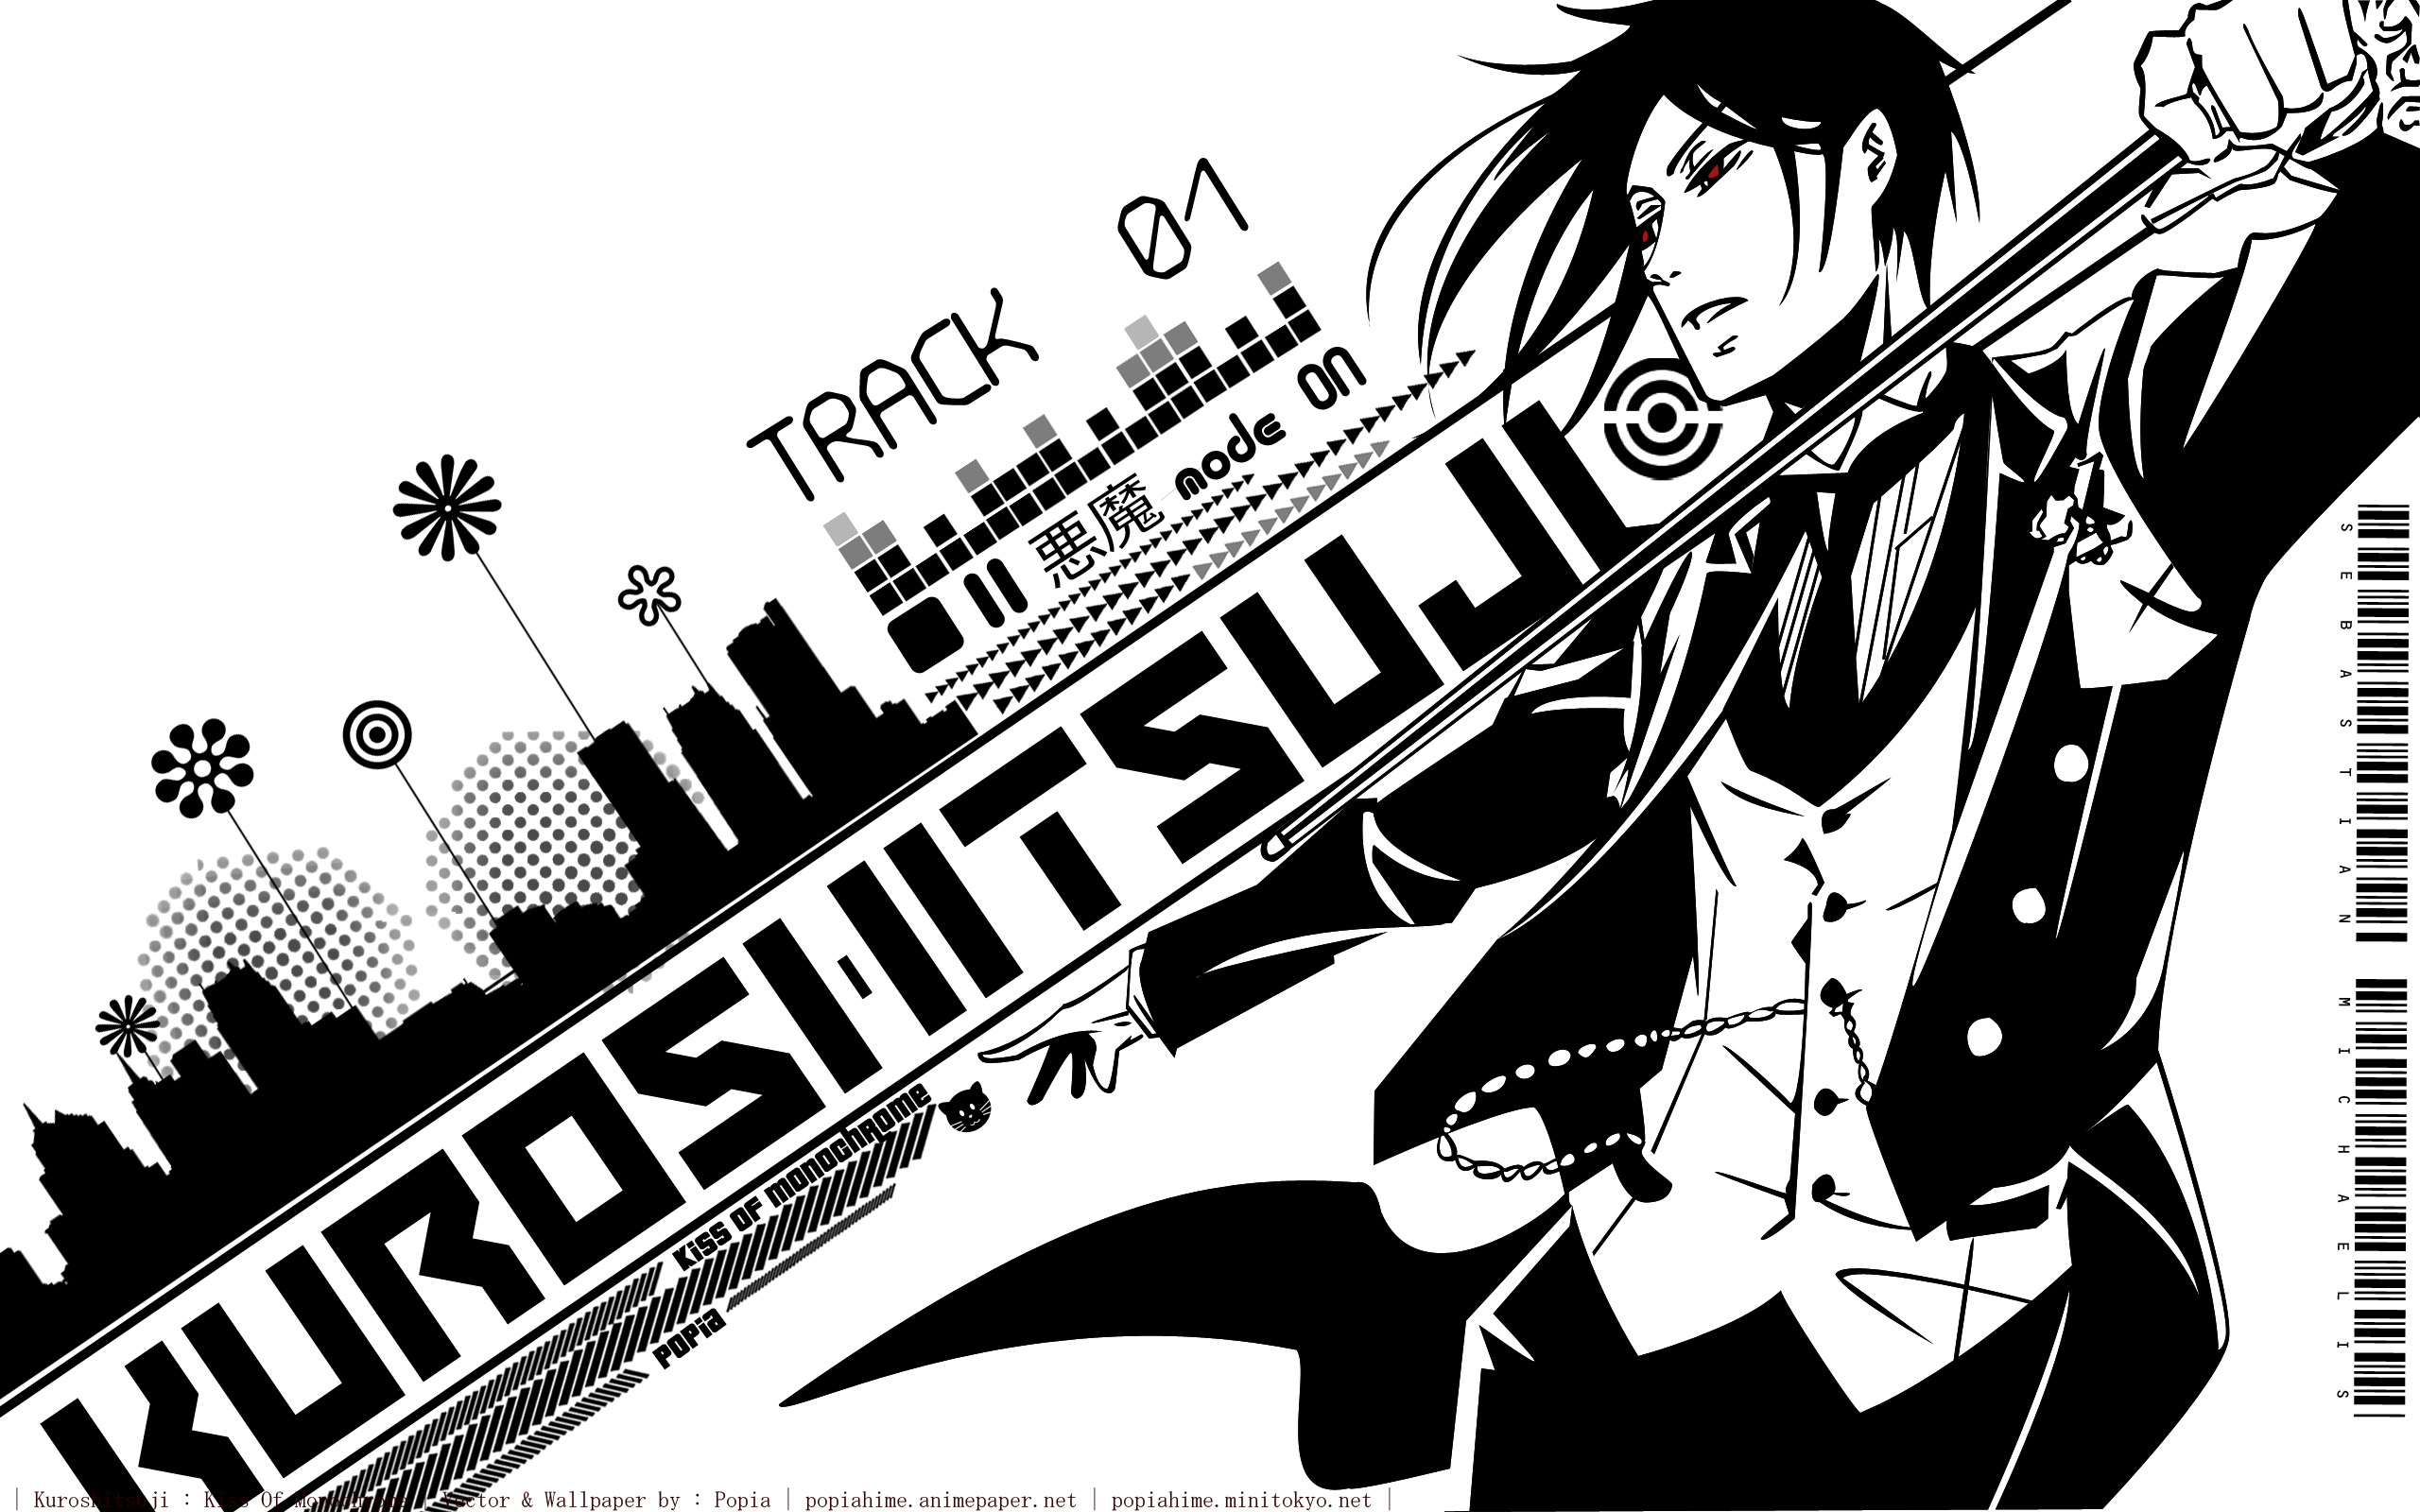 TRACK 01
悪魔 mode on
KUROSHITSUJI
Kiss of monochrome
Popia
SEBASTIAN MICHAELIS
| Kuroshitsuji : Kiss Of Monochrome | Vector & Wallpaper by : Popia | popiahime.animepaper.net | popiahime.minitokyo.net |